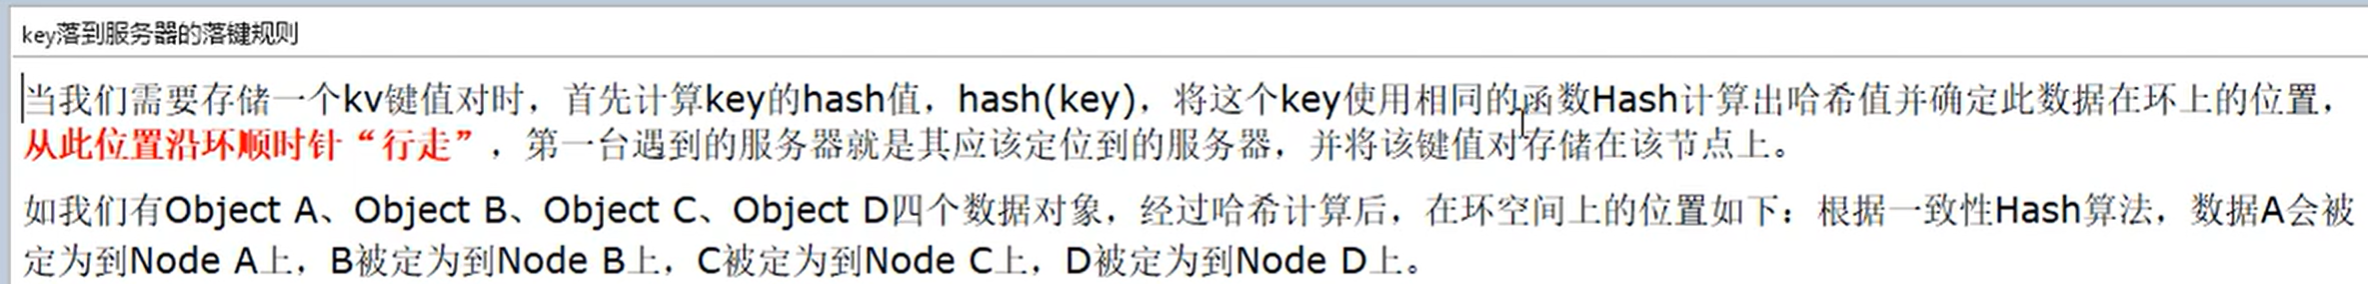 key落到服务器的落键规则
当我们需要存储一个kv键值对时，首先计算key的hash值，hash(key)，将这个key使用相同的函数Hash计算出哈希值并确定此数据在环上的位置，
从此位置沿环顺时针“行走”，第一台遇到的服务器就是其应该定位到的服务器，并将该键值对存储在该节点上。
如我们有Object A、Object B、Object C、Object D四个数据对象，经过哈希计算后，在环空间上的位置如下：根据一致性Hash算法，数据A会被
定为到Node A上，B被定为到Node B上，C被定为到Node C上，D被定为到Node D上。